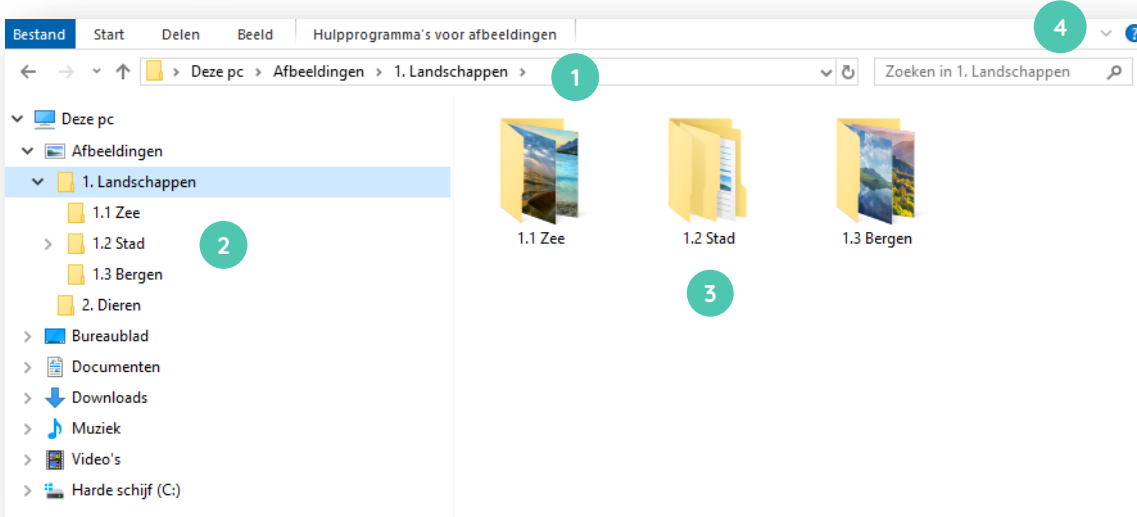 4
Bestand Start Delen Beeld Hulpprogramma's voor afbeeldingen ?
Deze pc > Afbeeldingen > 1. Landschappen > 1 Zoeken in 1. Landschappen
Deze pc
Afbeeldingen
1. Landschappen
1.1 Zee
1.2 Stad
2
1.3 Bergen
2. Dieren
Bureaublad
Documenten
Downloads
Muziek
Video's
Harde schijf (C:)
1.1 Zee 1.2 Stad 1.3 Bergen
3